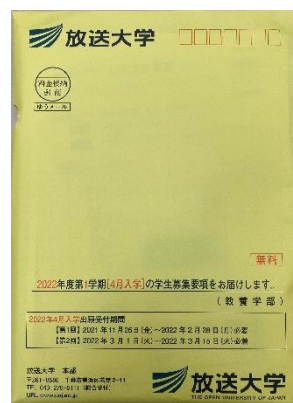 放送大学
料金後納
郵便
ゆうメール
無料
2022年度第1学期[4月入学]の学生募集要項をお届けします。
(教養学部)
2022年4月入学出願受付期間
【第1回】2021年11月26日(金)～2022年2月28日(月)必着
【第2回】2022年3月1日(火)～2022年3月15日(火)必着
放送大学 本部
放送大学
THE OPEN UNIVERSITY OF JAPAN